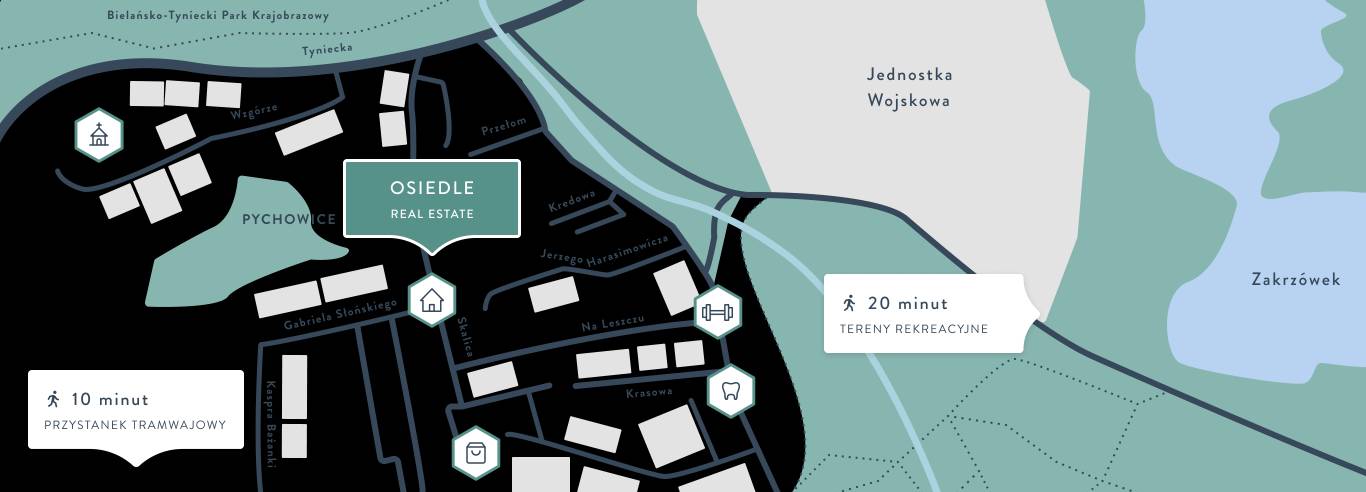 Bielańsko-Tyniecki Park Krajobrazowy
Tyniecka
Jednostka
Wojskowa
Wzgórze
Przełom
OSIEDLE
REAL ESTATE
Kredowa
PYCHOWICE
Jerzego Harasimowicza
Zakrzówek
20 minut
TERENY REKREACYJNE
Gabriela Słońskiego
Skalica
Na Leszczu
10 minut
PRZYSTANEK TRAMWAJOWY
Kaspra Bażanki
Krasowa